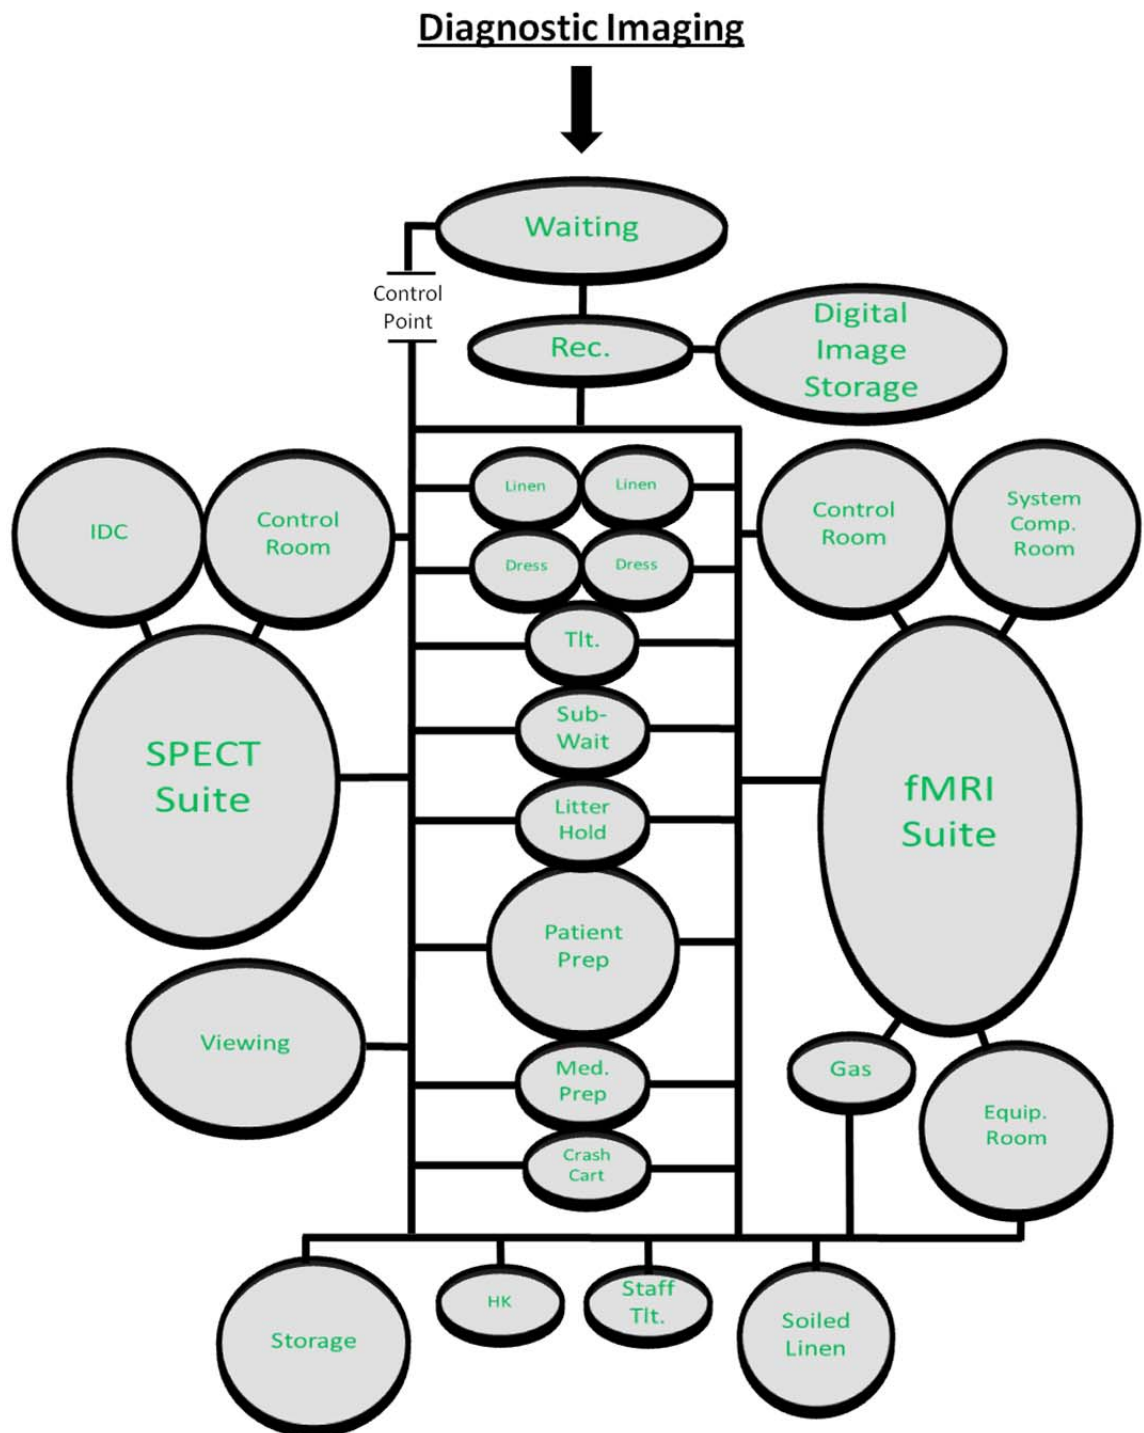 Diagnostic Imaging
Waiting
Control
Point
Rec.
Digital
Image
Storage
IDC
Control
Room
Linen
Linen
Dress
Dress
Control
Room
System
Comp.
Room
Tlt.
Sub-
Wait
SPECT
Suite
Litter
Hold
fMRI
Suite
Patient
Prep
Viewing
Med.
Prep
Gas
Equip.
Room
Crash
Cart
Storage
HK
Staff
Tlt.
Soiled
Linen